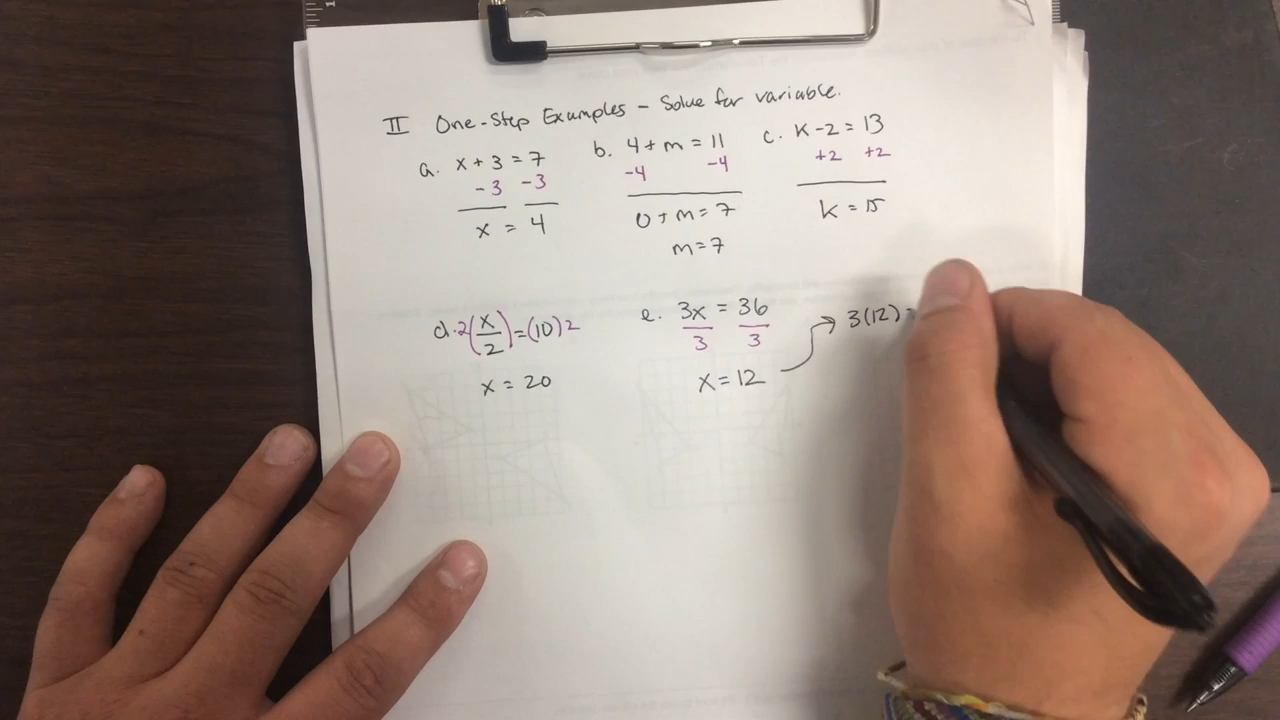 II One-Step Examples - Solve for variable.
a. x + 3 = 7
-3 -3
x = 4
b. 4 + m = 11
-4 -4
0 + m = 7
m = 7
c. k - 2 = 13
+2 +2
k = 15
d. 2(x/2) = (10)2
x = 20
e. 3x = 36
3 3
x = 12 → 3(12) =